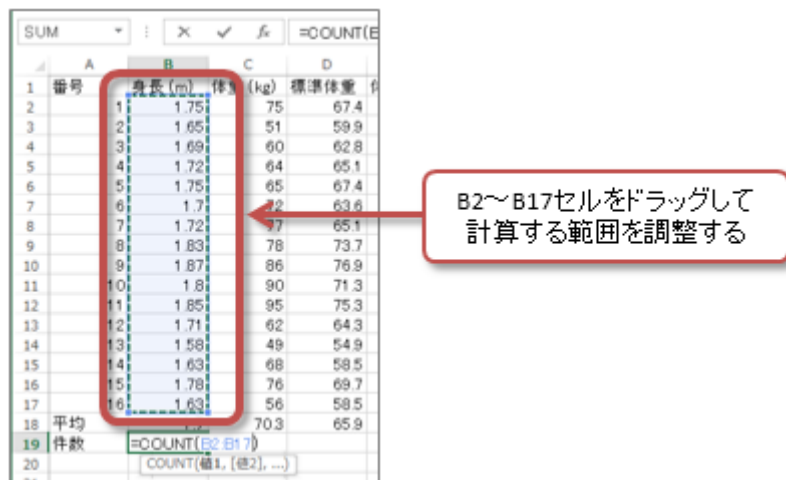 SUM =COUNT(B
A B C D
1 番号 身長(m) 体重(kg) 標準体重
2 1 1.75 75 67.4
3 2 1.65 51 59.9
4 3 1.69 60 62.8
5 4 1.72 64 65.1
6 5 1.75 65 67.4
7 6 1.7 72 63.6
8 7 1.72 77 65.1
9 8 1.83 78 73.7
10 9 1.87 86 76.9
11 10 1.8 90 71.3
12 11 1.85 95 75.3
13 12 1.71 62 64.3
14 13 1.58 49 54.9
15 14 1.63 68 58.5
16 15 1.78 76 69.7
17 16 1.63 56 58.5
18 平均 70.3 65.9
19 件数 =COUNT(B2:B17)
20 COUNT(値1, [値2], ...)
B2～B17セルをドラッグして
計算する範囲を調整する